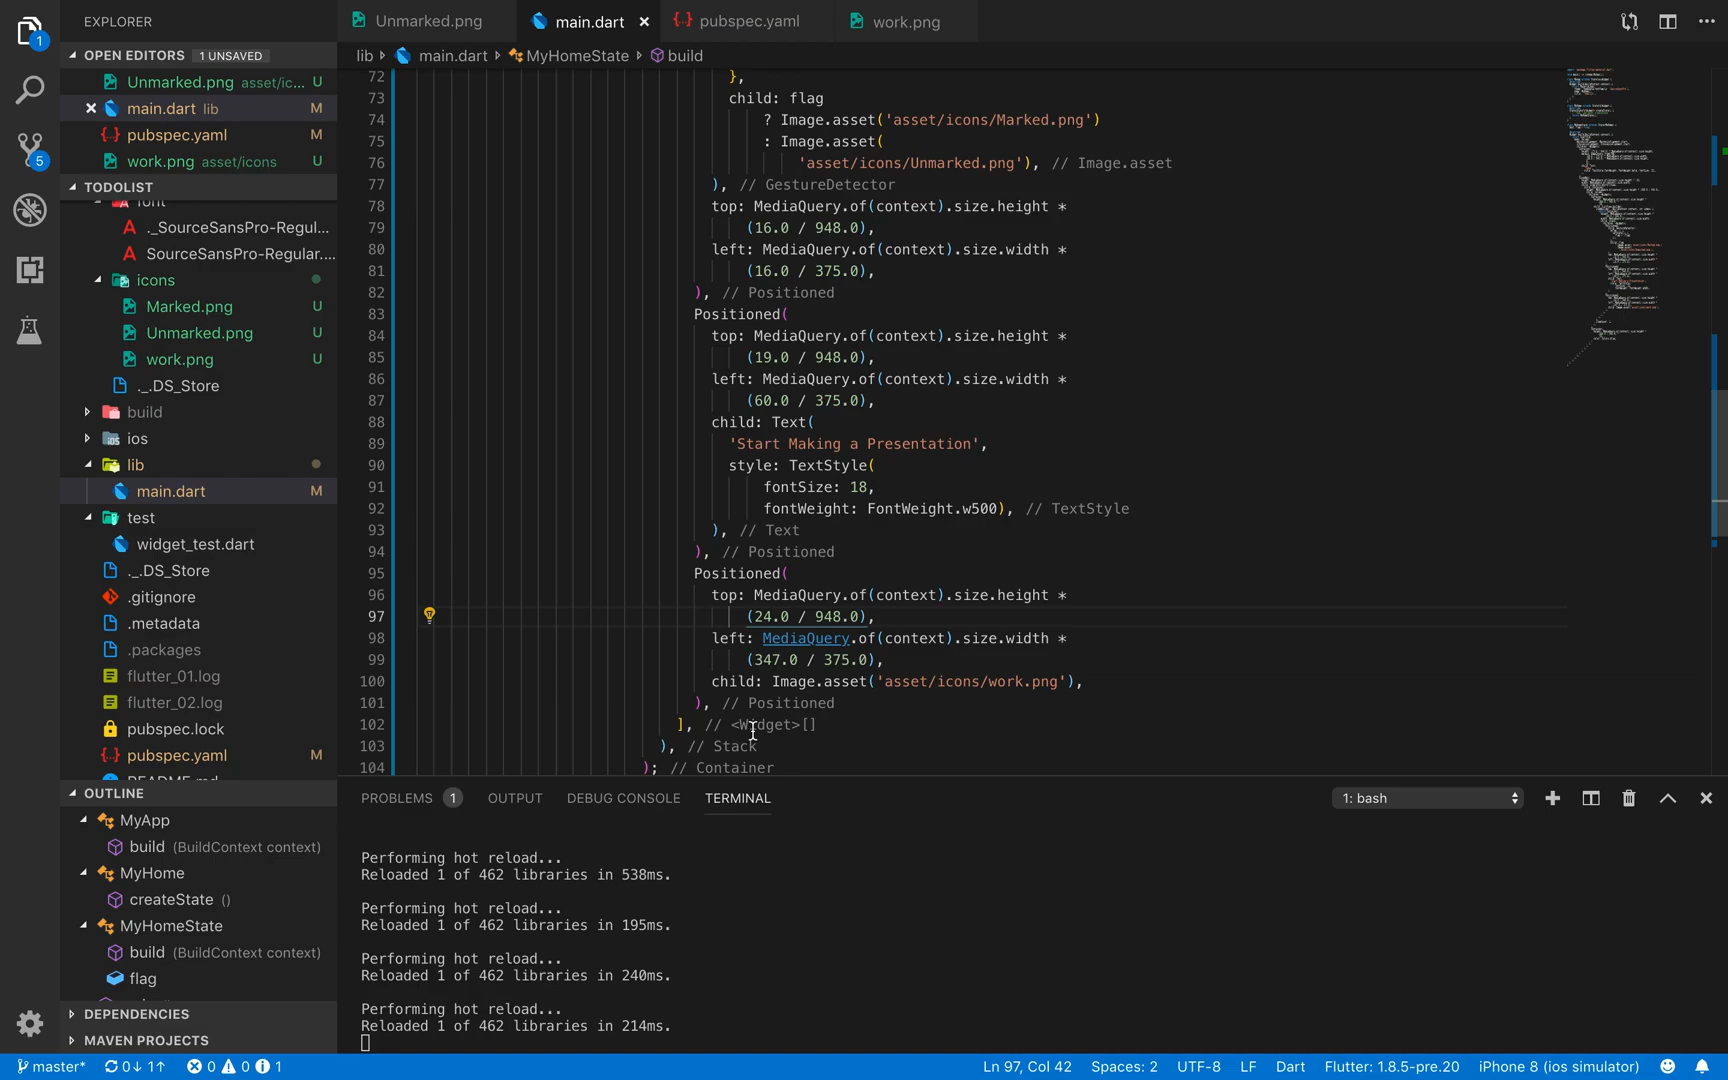 EXPLORER
OPEN EDITORS 1 UNSAVED
Unmarked.png asset/ic... U
main.dart lib M
pubspec.yaml M
work.png asset/icons U
TODOLIST
font
._SourceSansPro-Regul...
SourceSansPro-Regular....
icons
Marked.png U
Unmarked.png U
work.png U
._.DS_Store
build
ios
lib
main.dart M
test
widget_test.dart
._.DS_Store
.gitignore
.metadata
.packages
flutter_01.log
flutter_02.log
pubspec.lock
pubspec.yaml M
README.md
OUTLINE
MyApp
build (BuildContext context)
MyHome
createState ()
MyHomeState
build (BuildContext context)
flag
DEPENDENCIES
MAVEN PROJECTS
1
5
Unmarked.png
main.dart
pubspec.yaml
work.png
lib main.dart MyHomeState build
72 },
73 child: flag
74 ? Image.asset('asset/icons/Marked.png')
75 : Image.asset(
76 'asset/icons/Unmarked.png'), // Image.asset
77 ), // GestureDetector
78 top: MediaQuery.of(context).size.height *
79 (16.0 / 948.0),
80 left: MediaQuery.of(context).size.width *
81 (16.0 / 375.0),
82 ), // Positioned
83 Positioned(
84 top: MediaQuery.of(context).size.height *
85 (19.0 / 948.0),
86 left: MediaQuery.of(context).size.width *
87 (60.0 / 375.0),
88 child: Text(
89 'Start Making a Presentation',
90 style: TextStyle(
91 fontSize: 18,
92 fontWeight: FontWeight.w500), // TextStyle
93 ), // Text
94 ), // Positioned
95 Positioned(
96 top: MediaQuery.of(context).size.height *
97 (24.0 / 948.0),
98 left: MediaQuery.of(context).size.width *
99 (347.0 / 375.0),
100 child: Image.asset('asset/icons/work.png'),
101 ), // Positioned
102 ], // <Widget>[]
103 ), // Stack
104 ); // Container
PROBLEMS 1 OUTPUT DEBUG CONSOLE TERMINAL 1: bash
Performing hot reload...
Reloaded 1 of 462 libraries in 538ms.
Performing hot reload...
Reloaded 1 of 462 libraries in 195ms.
Performing hot reload...
Reloaded 1 of 462 libraries in 240ms.
Performing hot reload...
Reloaded 1 of 462 libraries in 214ms.
master* 0↓ 1↑ 0 0 1 Ln 97, Col 42 Spaces: 2 UTF-8 LF Dart Flutter: 1.8.5-pre.20 iPhone 8 (ios simulator)